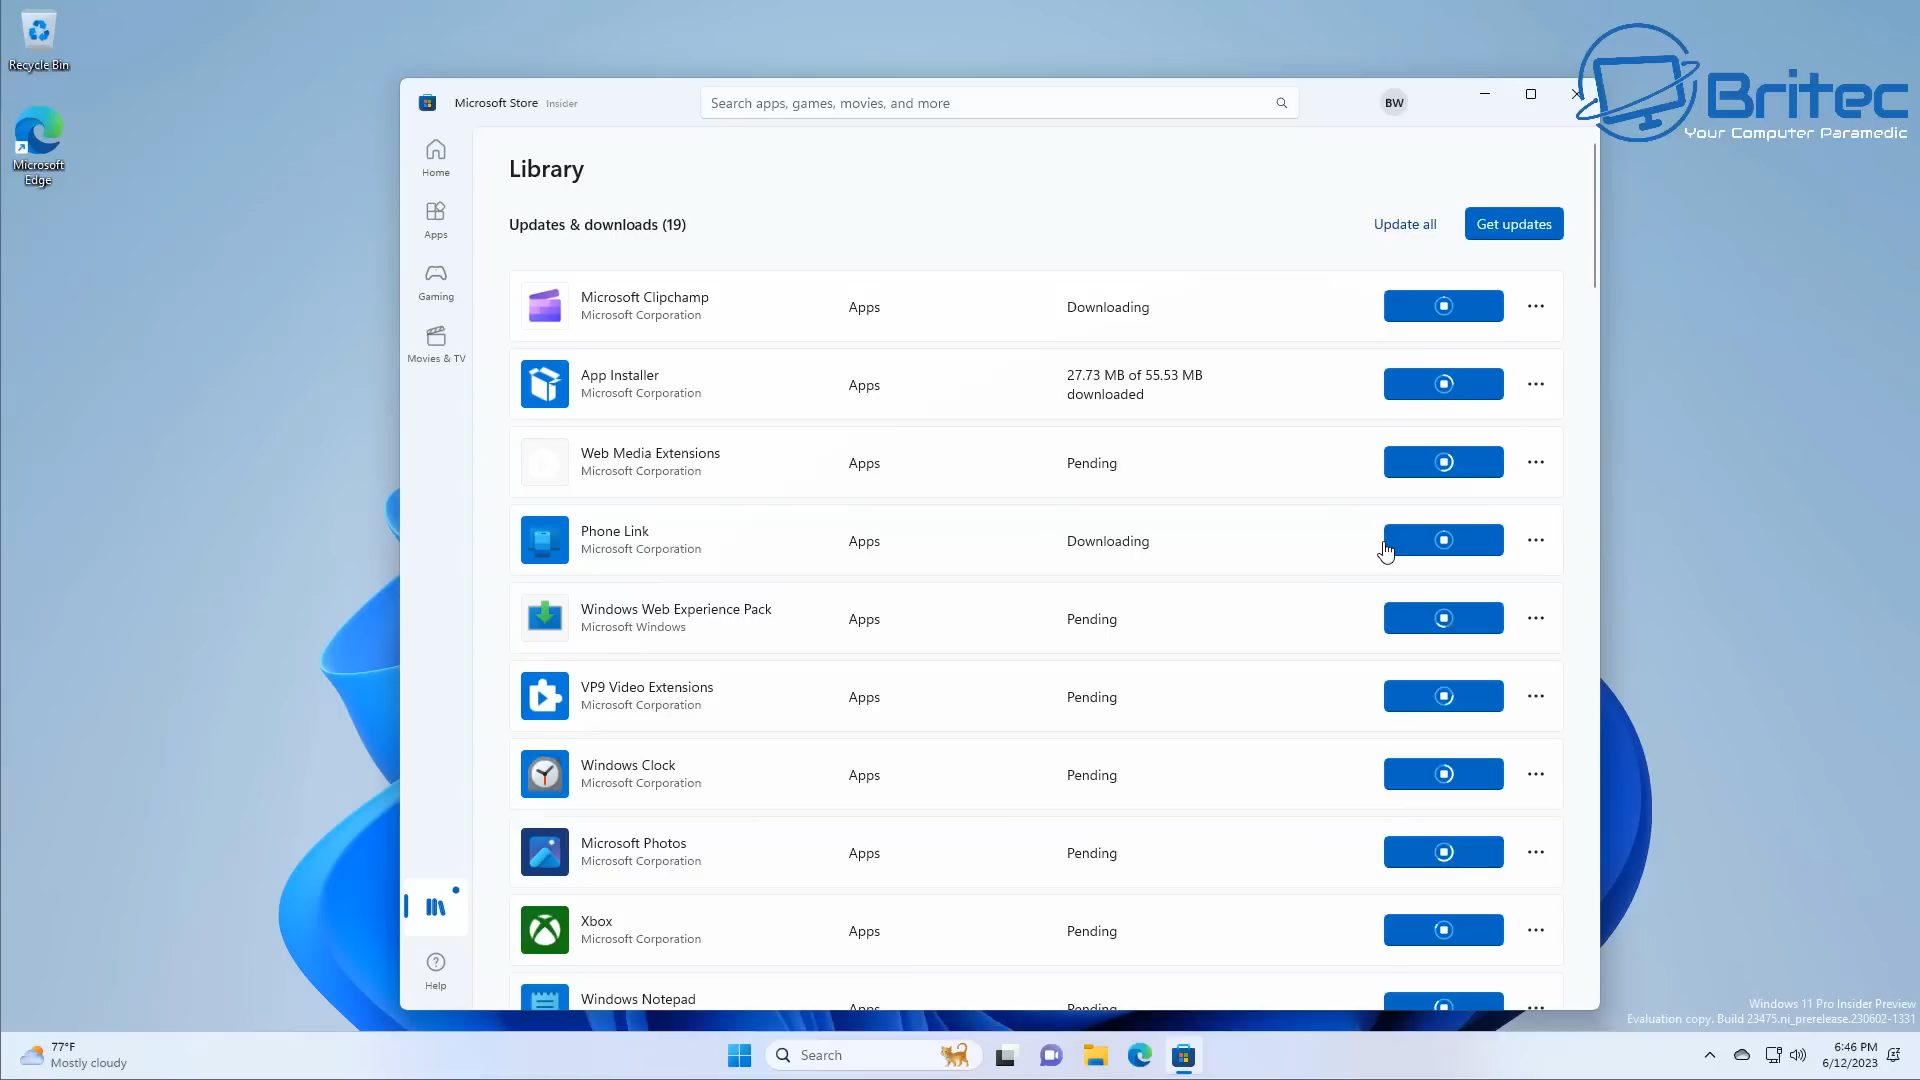 Recycle Bin
Microsoft
Edge
Microsoft Store Insider
Search apps, games, movies, and more
BW
Britec
Your Computer Paramedic
Home
Apps
Gaming
Movies & TV
Help
Library
Updates & downloads (19)
Update all
Get updates
Microsoft Clipchamp
Microsoft Corporation
Apps
Downloading
App Installer
Microsoft Corporation
Apps
27.73 MB of 55.53 MB
downloaded
Web Media Extensions
Microsoft Corporation
Apps
Pending
Phone Link
Microsoft Corporation
Apps
Downloading
Windows Web Experience Pack
Microsoft Windows
Apps
Pending
VP9 Video Extensions
Microsoft Corporation
Apps
Pending
Windows Clock
Microsoft Corporation
Apps
Pending
Microsoft Photos
Microsoft Corporation
Apps
Pending
Xbox
Microsoft Corporation
Apps
Pending
Windows Notepad
Apps
Pending
Windows 11 Pro Insider Preview
Evaluation copy. Build 23475.ni_prerelease.230602-1331
77°F
Mostly cloudy
Search
6:46 PM
6/12/2023